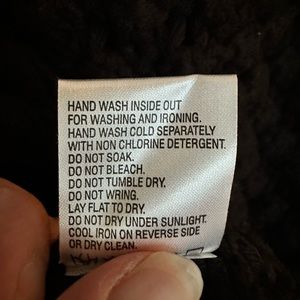 HAND WASH INSIDE OUT
FOR WASHING AND IRONING.
HAND WASH COLD SEPARATELY
WITH NON CHLORINE DETERGENT.
DO NOT SOAK.
DO NOT BLEACH.
DO NOT TUMBLE DRY.
DO NOT WRING.
LAY FLAT TO DRY.
DO NOT DRY UNDER SUNLIGHT.
COOL IRON ON REVERSE SIDE
OR DRY CLEAN.